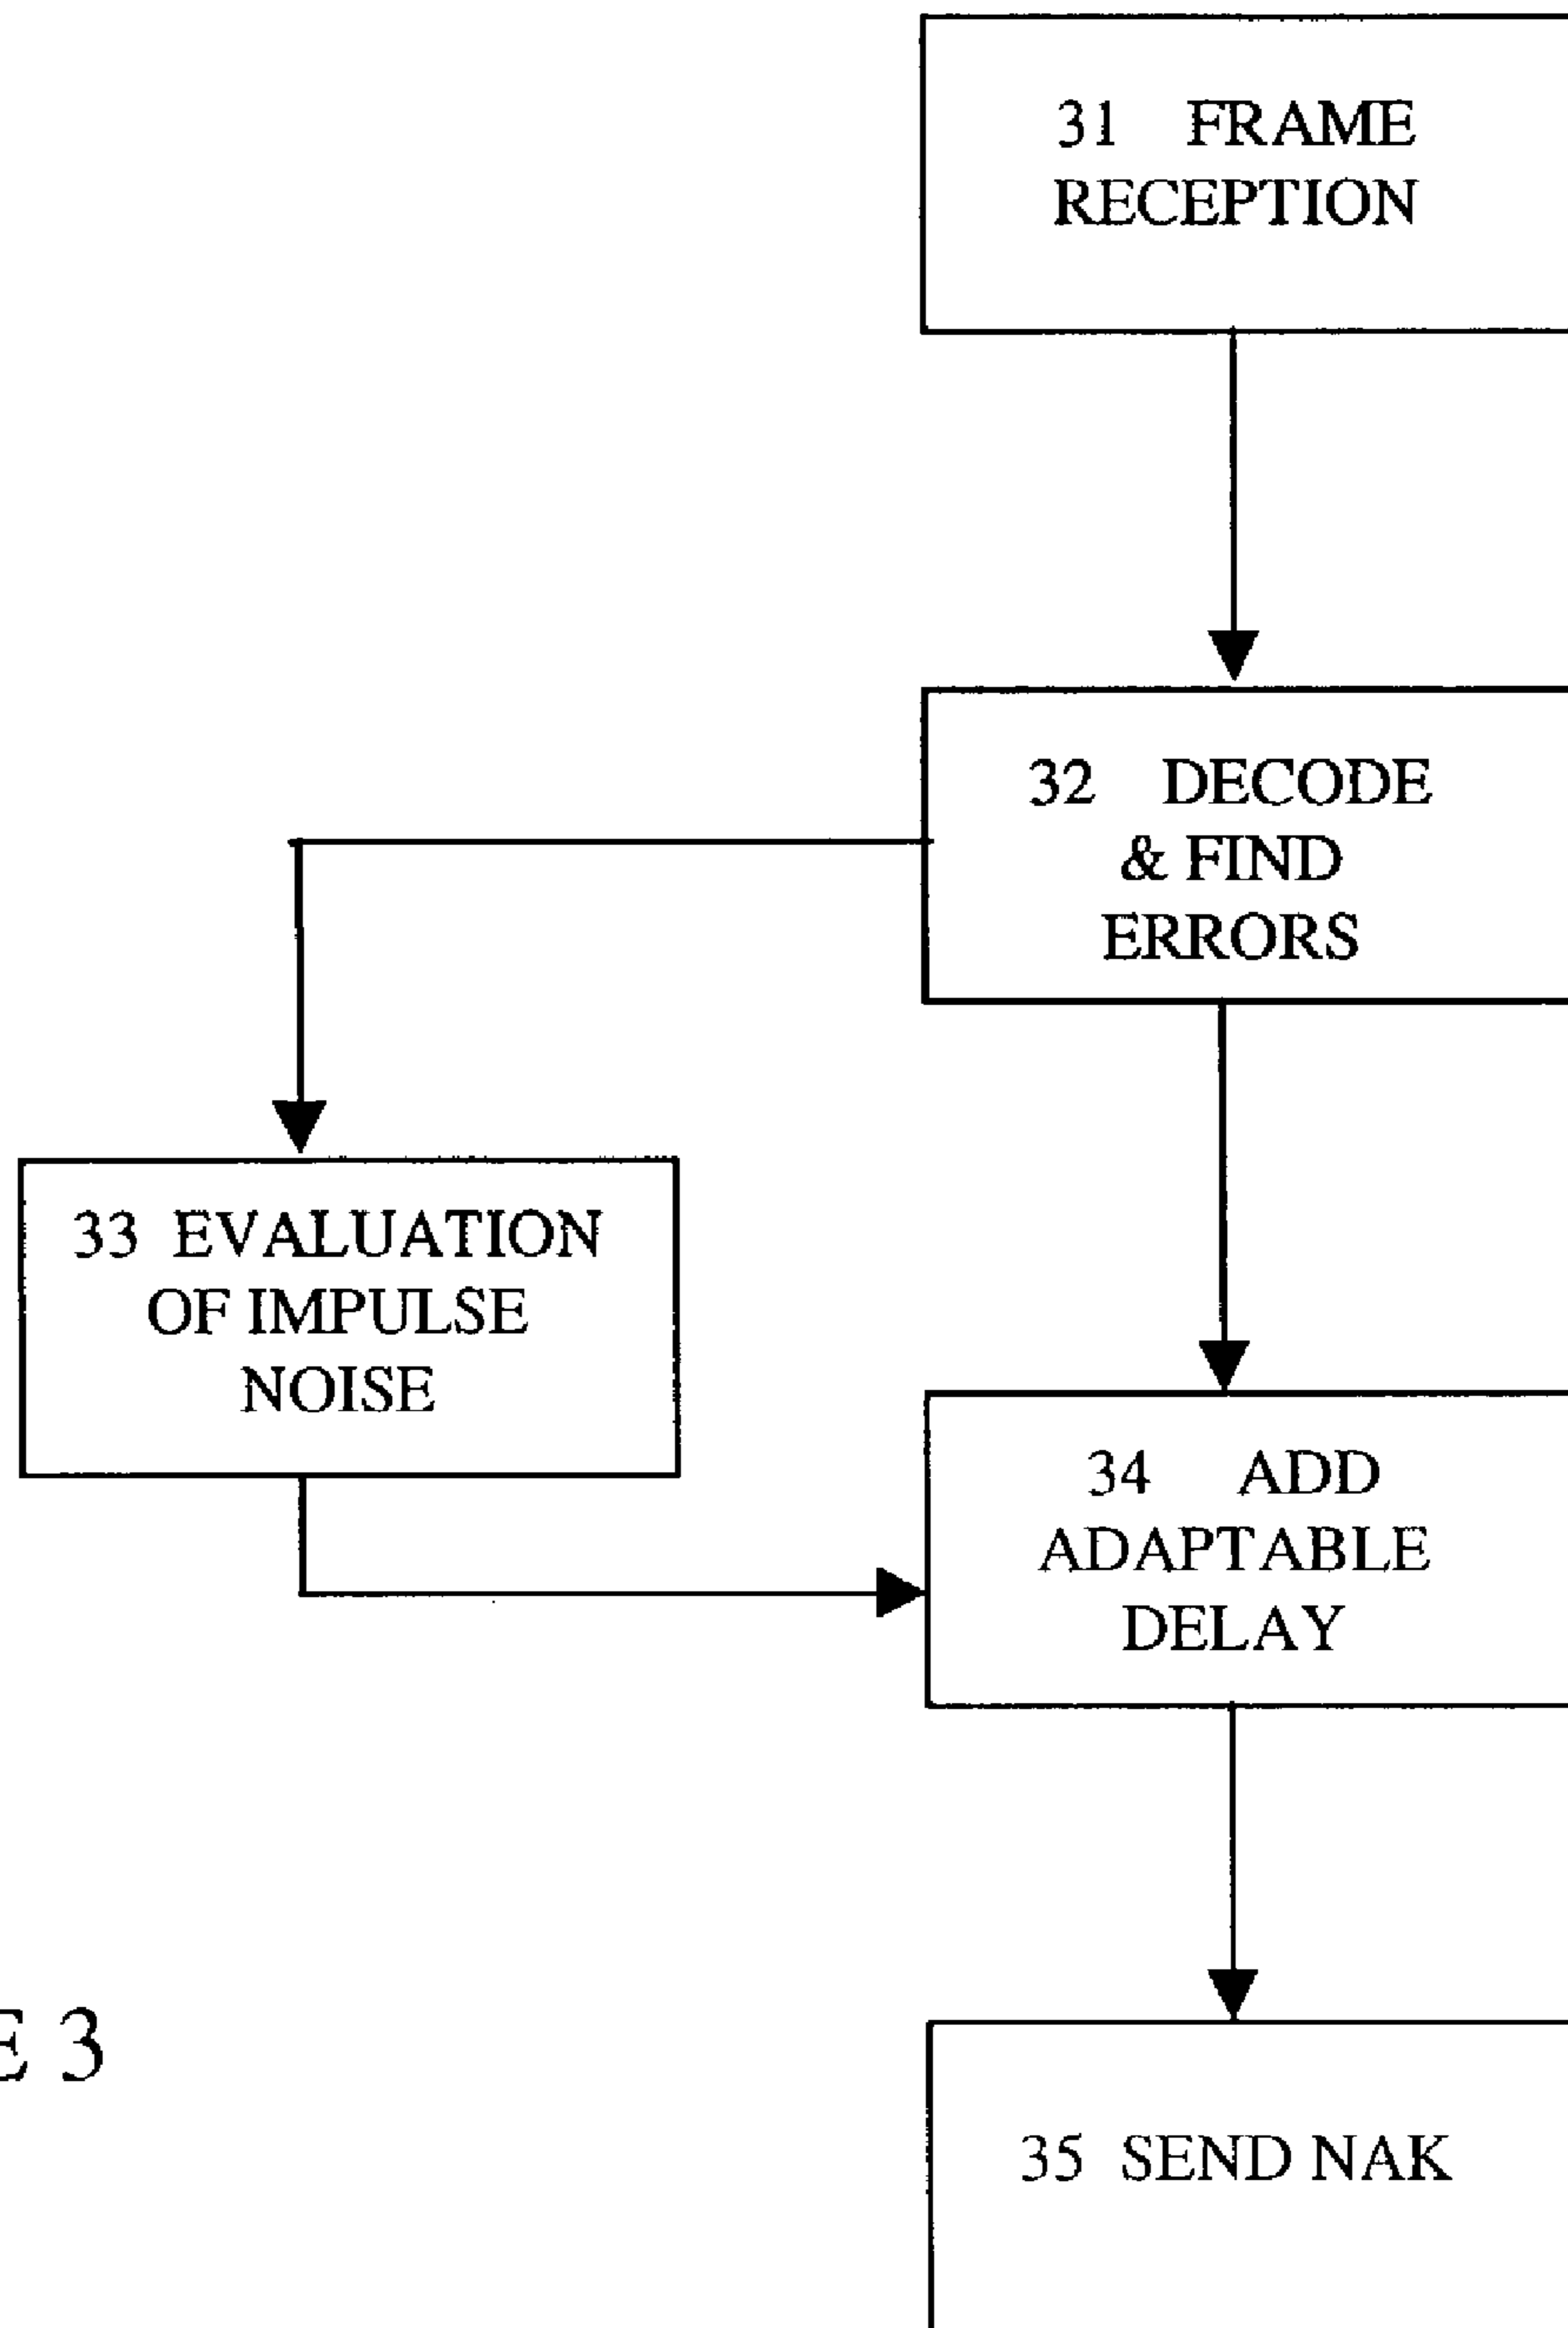 31 FRAME
RECEPTION
32 DECODE
& FIND
ERRORS
33 EVALUATION
OF IMPULSE
NOISE
34 ADD
ADAPTABLE
DELAY
E 3
35 SEND NAK